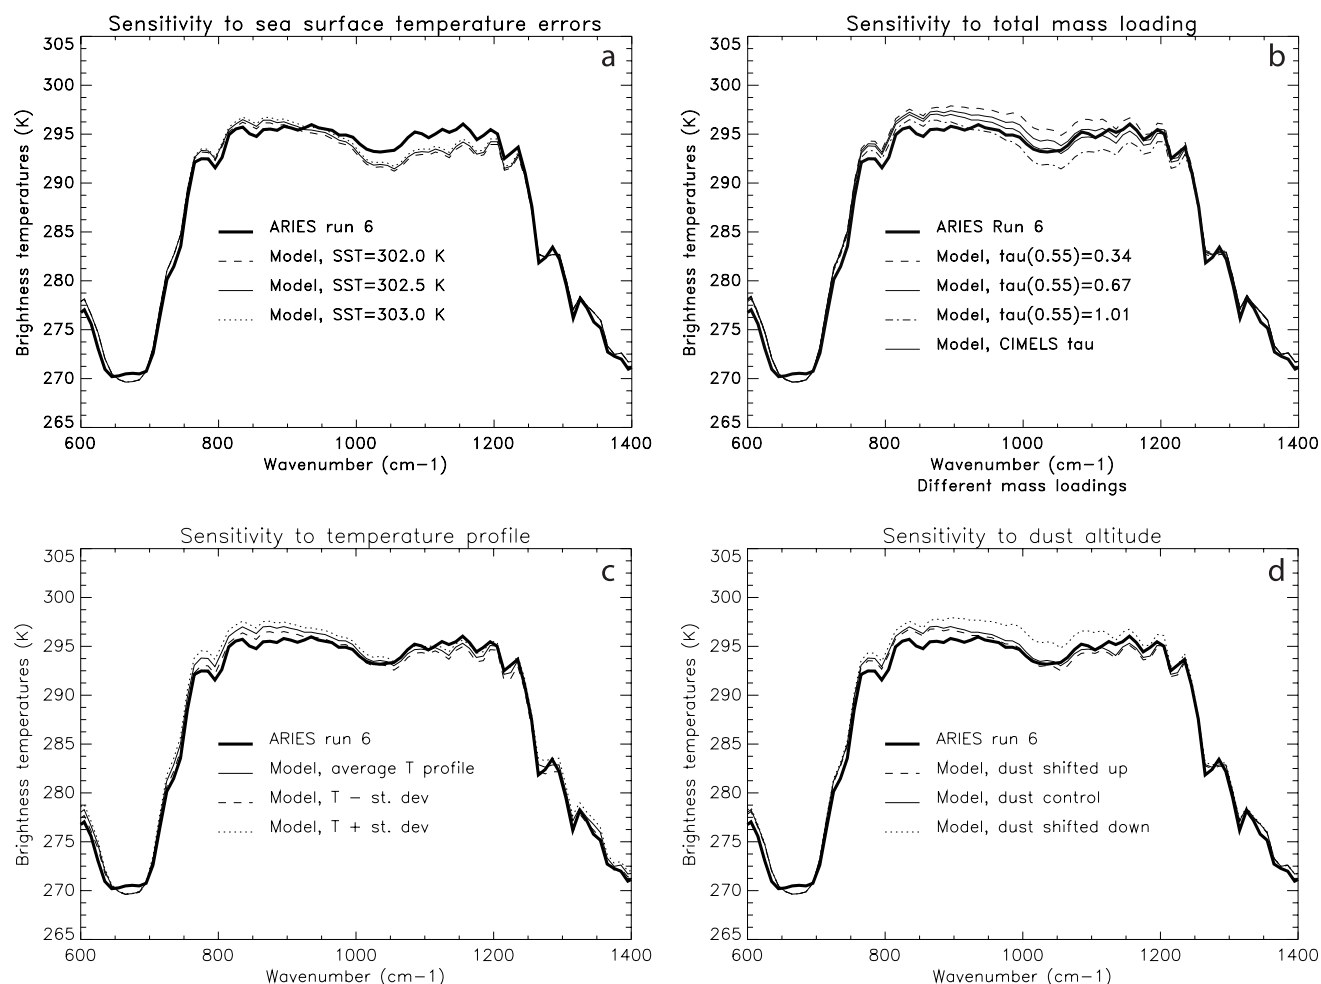 Sensitivity to sea surface temperature errors
a
Brightness temperatures (K)
305
300
295
290
285
280
275
270
265
ARIES run 6
Model, SST=302.0 K
Model, SST=302.5 K
Model, SST=303.0 K
600
800
1000
1200
1400
Wavenumber (cm-1)
Sensitivity to total mass loading
b
Brightness temperatures (K)
305
300
295
290
285
280
275
270
265
ARIES Run 6
Model, tau(0.55)=0.34
Model, tau(0.55)=0.67
Model, tau(0.55)=1.01
Model, CIMELS tau
600
800
1000
1200
1400
Wavenumber (cm-1)
Different mass loadings
Sensitivity to temperature profile
c
Brightness temperatures (K)
305
300
295
290
285
280
275
270
265
ARIES run 6
Model, average T profile
Model, T - st. dev
Model, T + st. dev
600
800
1000
1200
1400
Wavenumber (cm-1)
Sensitivity to dust altitude
d
Brightness temperatures (K)
305
300
295
290
285
280
275
270
265
ARIES run 6
Model, dust shifted up
Model, dust control
Model, dust shifted down
600
800
1000
1200
1400
Wavenumber (cm-1)